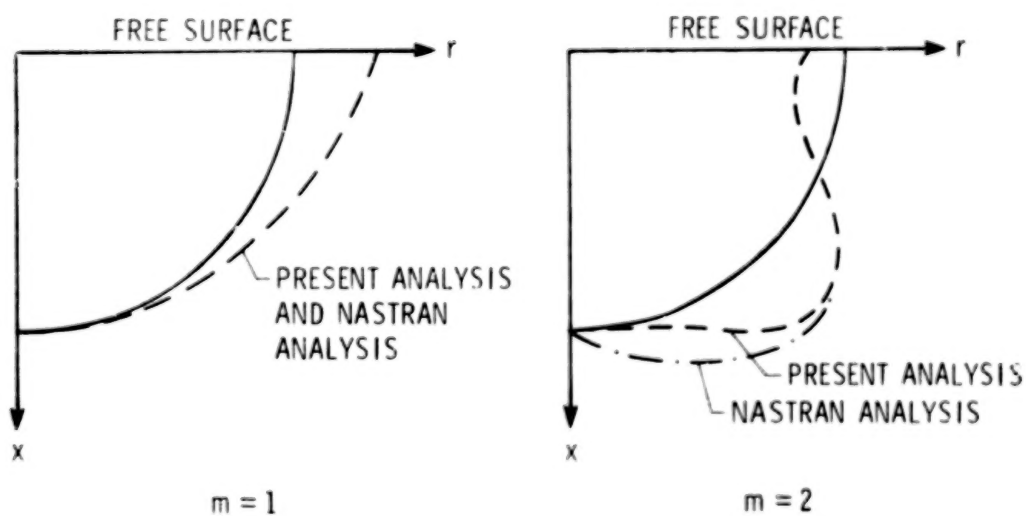 FREE SURFACE
r
PRESENT ANALYSIS
AND NASTRAN
ANALYSIS
x
m = 1
FREE SURFACE
r
PRESENT ANALYSIS
NASTRAN ANALYSIS
x
m = 2